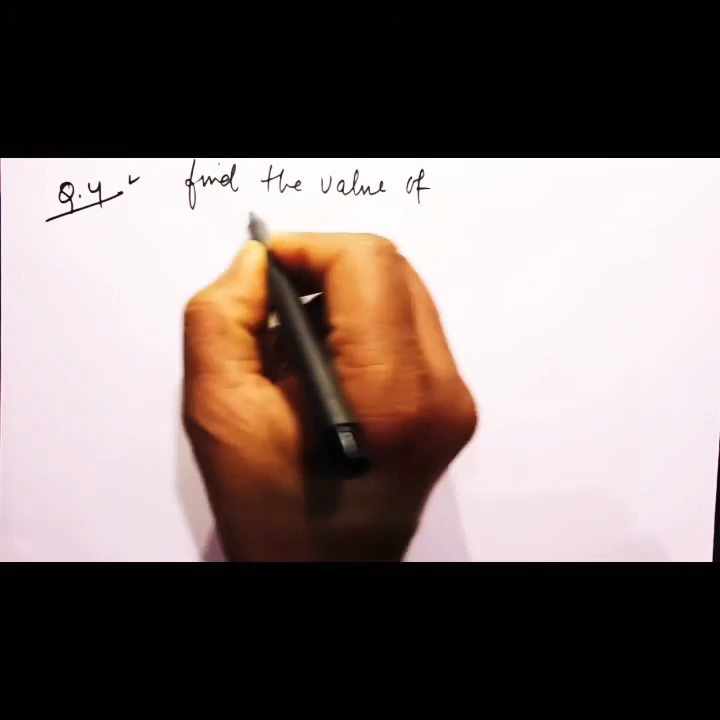 Q.4. find the value of